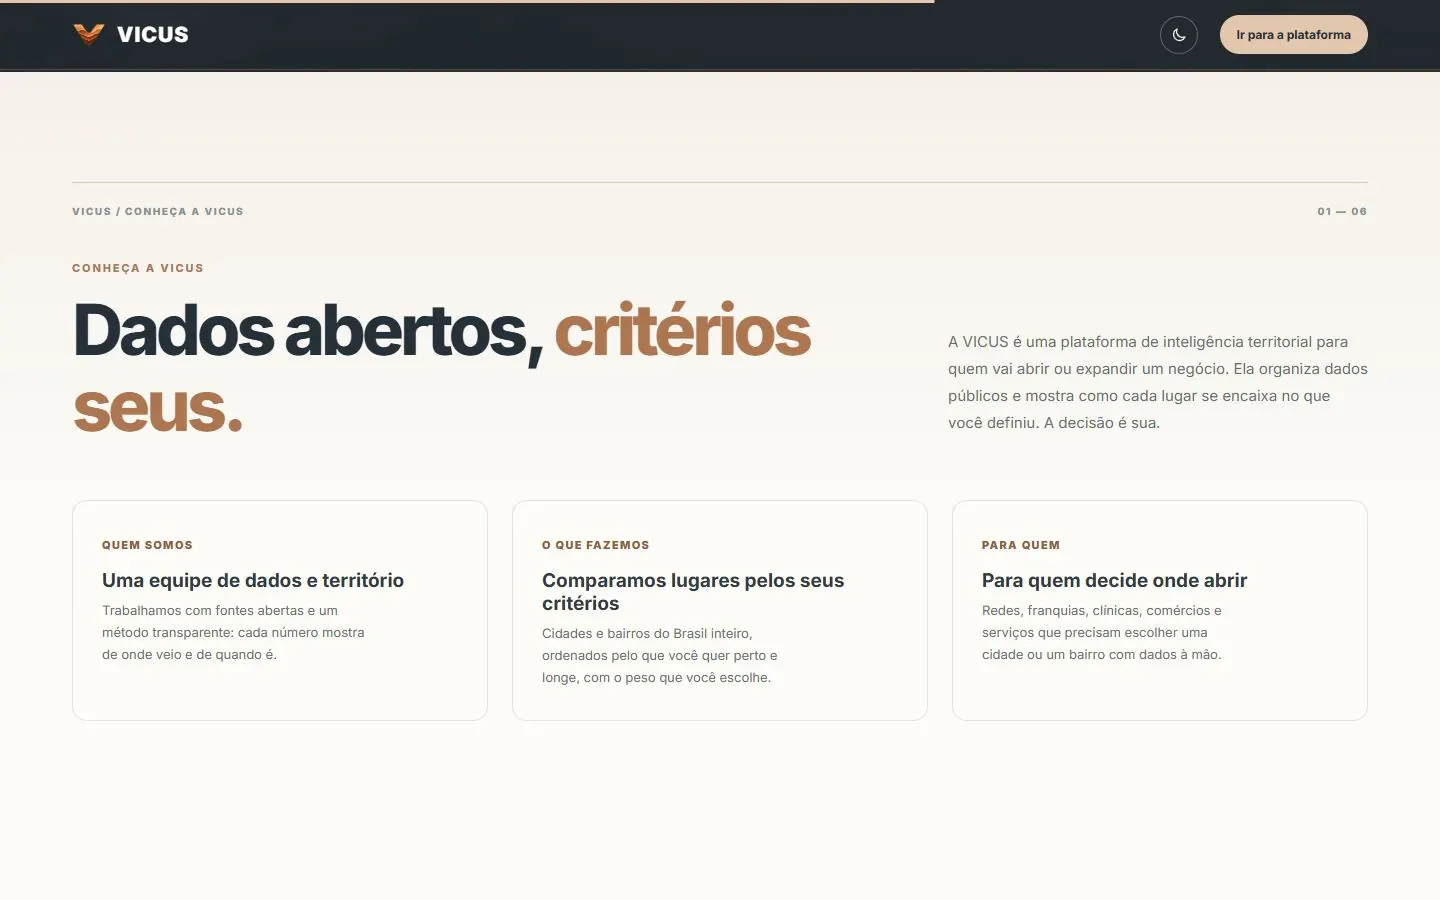 VICUS
Ir para a plataforma
VICUS / CONHEÇA A VICUS
01 — 06
CONHEÇA A VICUS
Dados abertos, critérios
seus.
A VICUS é uma plataforma de inteligência territorial para
quem vai abrir ou expandir um negócio. Ela organiza dados
públicos e mostra como cada lugar se encaixa no que
você definiu. A decisão é sua.
QUEM SOMOS
Uma equipe de dados e território
Trabalhamos com fontes abertas e um
método transparente: cada número mostra
de onde veio e de quando é.
O QUE FAZEMOS
Comparamos lugares pelos seus
critérios
Cidades e bairros do Brasil inteiro,
ordenados pelo que você quer perto e
longe, com o peso que você escolhe.
PARA QUEM
Para quem decide onde abrir
Redes, franquias, clínicas, comércios e
serviços que precisam escolher uma
cidade ou um bairro com dados à mão.